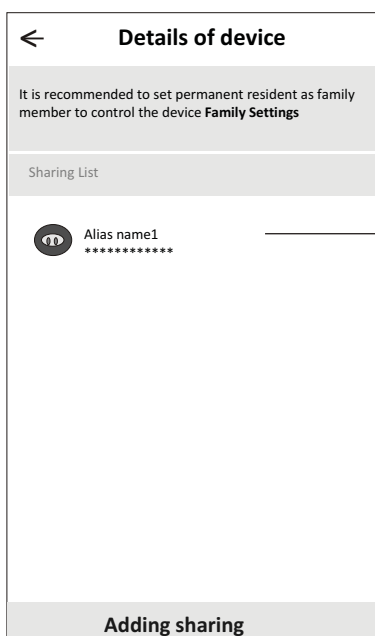 Details of device
It is recommended to set permanent resident as family
member to control the device Family Settings
Sharing List
Alias name1
************
Adding sharing